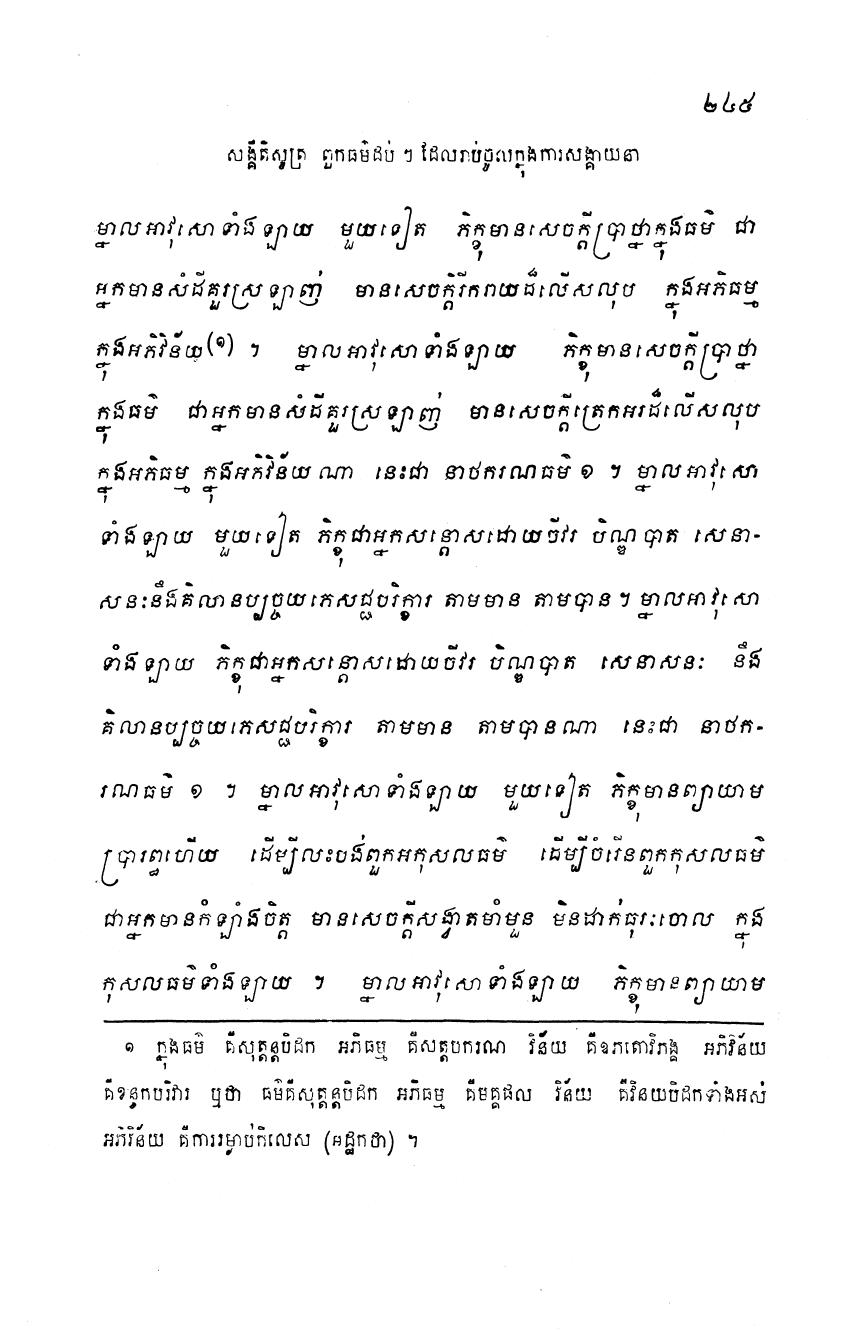 ២៤៥
សង្គីតិសូត្រ ពួកធម៌ដប់ ៗ ដែលរាប់ចូលក្នុងការសង្គាយនា
ម្នាលអាវុសោទាំងឡាយ មួយទៀត ភិក្ខុមានសេចក្តីប្រាថ្នាក្នុងធម៌ ជា
អ្នកមានសំដីគួរស្រឡាញ់ មានសេចក្តីរីករាយដ៏លើសលុប ក្នុងអភិធម្ម
ក្នុងអភិវិន័យ(១) ។ ម្នាលអាវុសោទាំងឡាយ ភិក្ខុមានសេចក្តីប្រាថ្នា
ក្នុងធម៌ ជាអ្នកមានសំដីគួរស្រឡាញ់ មានសេចក្តីត្រេកអរដ៏លើសលុប
ក្នុងអភិធម្ម ក្នុងអភិវិន័យណា នេះជា នាថករណធម៌ ១ ។ ម្នាលអាវុសោ
ទាំងឡាយ មួយទៀត ភិក្ខុជាអ្នកសន្តោសដោយចីវរ បិណ្ឌបាត សេនា-
សនៈនឹងគិលានប្បច្ចយភេសជ្ជបរិក្ខារ តាមមាន តាមបាន ។ ម្នាលអាវុសោ
ទាំងឡាយ ភិក្ខុជាអ្នកសន្តោសដោយចីវរ បិណ្ឌបាត សេនាសនៈ នឹង
គិលានប្បច្ចយភេសជ្ជបរិក្ខារ តាមមាន តាមបានណា នេះជា នាថក-
រណធម៌ ១ ។ ម្នាលអាវុសោទាំងឡាយ មួយទៀត ភិក្ខុមានព្យាយាម
ប្រារព្ធហើយ ដើម្បីលះបង់ពួកអកុសលធម៌ ដើម្បីចំរើនពួកកុសលធម៌
ជាអ្នកមានកំឡាំងចិត្ត មានសេចក្តីសង្វាតមាំមួន មិនដាក់ធុរៈចោល ក្នុង
កុសលធម៌ទាំងឡាយ ។ ម្នាលអាវុសោទាំងឡាយ ភិក្ខុមានព្យាយាម
១ ក្នុងធម៌ គឺសុត្តន្តបិដក អភិធម្ម គឺសត្តបករណ វិន័យ គឺឧភតោវិភង្គ អភិវិន័យ
គឺខន្ធកបរិវារ ឬថា ធម៌គឺសុត្តន្តបិដក អភិធម្ម គឺមគ្គផល វិន័យ គឺវិនយបិដកទាំងអស់
អភិវិន័យ គឺការរម្ងាប់កិលេស (អដ្ឋកថា) ។